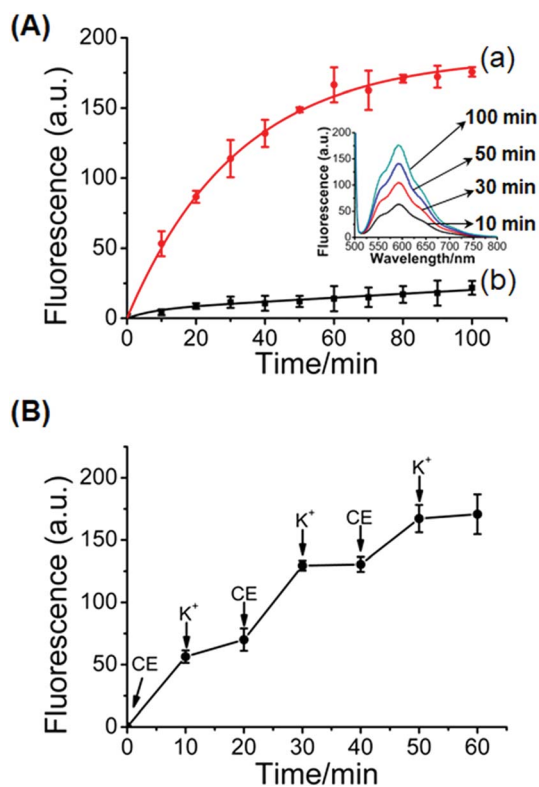 (A)
200
150
100
50
0
Fluorescence (a.u.)
(a)
200
150
100
50
0
Fluorescence (a.u.)
100 min
50 min
30 min
10 min
500 550 600 650 700 750 800
Wavelength/nm
(b)
0 20 40 60 80 100
Time/min
(B)
200
150
100
50
0
Fluorescence (a.u.)
CE
K⁺
CE
K⁺
CE
K⁺
0 10 20 30 40 50 60
Time/min